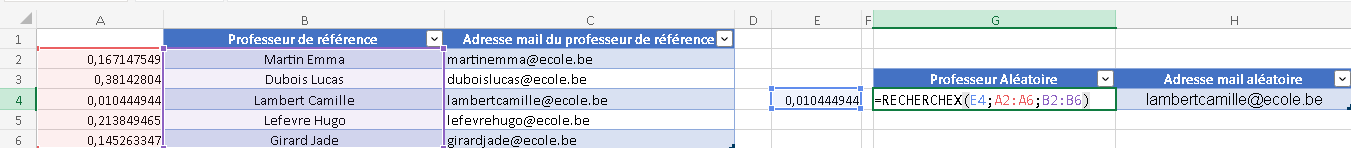 A B C D E F G H
1 Professeur de référence Adresse mail du professeur de référence
2 0,167147549 Martin Emma martinemma@ecole.be
3 0,38142804 Dubois Lucas duboislucas@ecole.be Professeur Aléatoire Adresse mail aléatoire
4 0,010444944 Lambert Camille lambertcamille@ecole.be 0,010444944 =RECHERCHEX(E4;A2:A6;B2:B6) lambertcamille@ecole.be
5 0,213849465 Lefevre Hugo lefevrehugo@ecole.be
6 0,145263347 Girard Jade girardjade@ecole.be